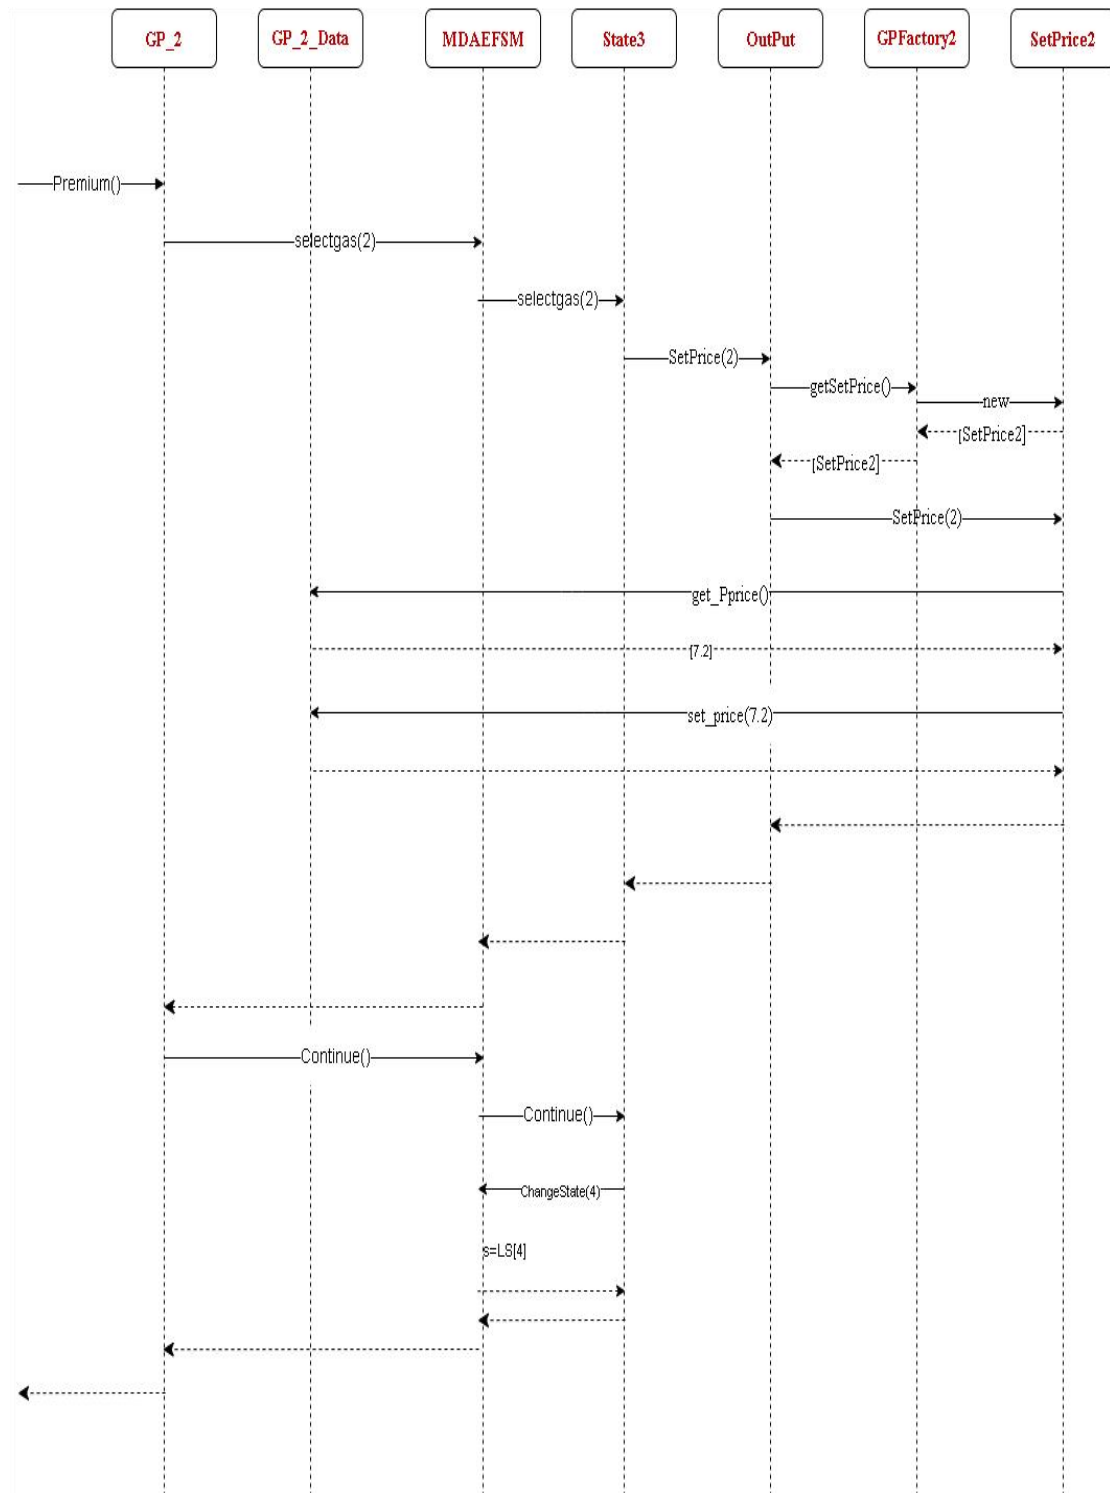 GP_2 GP_2_Data MDAEFSM State3 OutPut GPFactory2 SetPrice2
Premium()
selectgas(2)
selectgas(2)
SetPrice(2)
getSetPrice()
new
[SetPrice2]
[SetPrice2]
SetPrice(2)
get_Pprice()
[7.2]
set_price(7.2)
Continue()
Continue()
ChangeState(4)
s=LS[4]